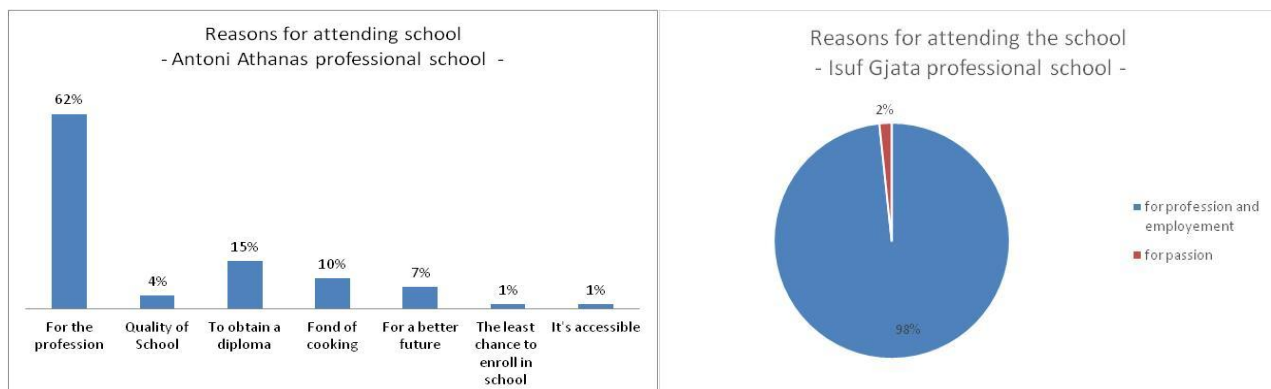 Reasons for attending school
- Antoni Athanas professional school -
62%
4%
15%
10%
7%
1%
1%
For the
profession
Quality of
School
To obtain a
diploma
Fond of
cooking
For a better
future
The least
chance to
enroll in
school
It's accessible
Reasons for attending the school
- Isuf Gjata professional school -
2%
98%
for profession and
employement
for passion